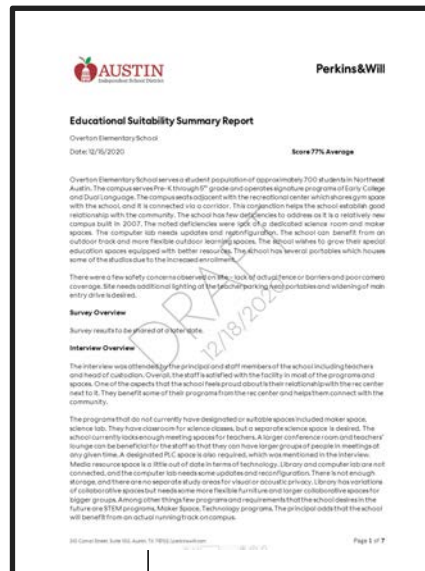 AUSTIN
Independent School District
Perkins&Will
Educational Suitability Summary Report
Overton Elementary School
Date: 12/15/2020
Score 77% Average
Overton Elementary School serves a student population of approximately 700 students in Northeast
Austin. The campus serves Pre-K through 5th grade and operates signature programs of Early College
and Dual Language. The campus seats adjacent with the recreational center which shares gym space
with the school, and it is connected via a corridor. This conjunction helps the school establish good
relationship with the community. The school has few deficiencies to address as it is a relatively new
campus built in 2007. The noted deficiencies were lack of a dedicated science room and maker
spaces. The computer lab needs updates and reconfiguration. The school can benefit from an
outdoor track and more flexible outdoor learning spaces. The school wishes to grow their special
education spaces equipped with better resources. The school has several portables which houses
some of the studios due to the increased enrollment.
There were a few safety concerns observed on site - lack of actual fence or barriers and poor camera
coverage. Site needs additional lighting at the teacher parking near portables and widening of main
entry drive is desired.
DRAFT
12/18/2020
Survey Overview
Survey results to be shared at a later date.
Interview Overview
The interview was attended by the principal and staff members of the school including teachers
and head of custodian. Overall, the staff is satisfied with the facility in most of the programs and
spaces. One of the aspects that the school feels proud about is their relationship with the rec center
next to it. They benefit some of their programs from the rec center and helps them connect with the
community.
The programs that do not currently have designated or suitable spaces included maker space,
science lab. They have classroom for science classes, but a separate science space is desired. The
school currently lacks enough meeting spaces for teachers. A larger conference room and teachers'
lounge can be beneficial for the staff so that they can have larger groups of people in meetings at
any given time. A designated PLC space is also required, which was mentioned in the interview.
Media resource space is a little out of date in terms of technology. Library and computer lab are not
connected, and the computer lab needs some updates and reconfiguration. There is not enough
storage, and there are no separate study areas for visual or acoustic privacy. Library has variations
of collaborative spaces but needs some more flexible furniture and larger collaborative spaces for
bigger groups. Among other things few programs and requirements that the school desires in the
future are STEM programs, Maker Space, Technology programs. The principal adds that the school
will benefit from an actual running track on campus.
Page 1 of 7